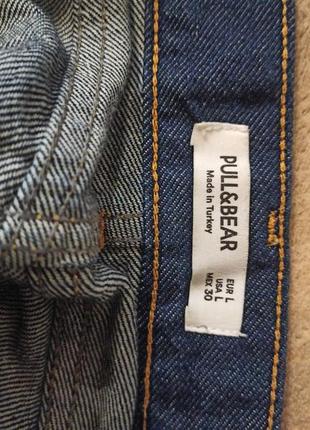 PULL&BEAR
Made in Turkey
EUR L
USA L
MEX 30